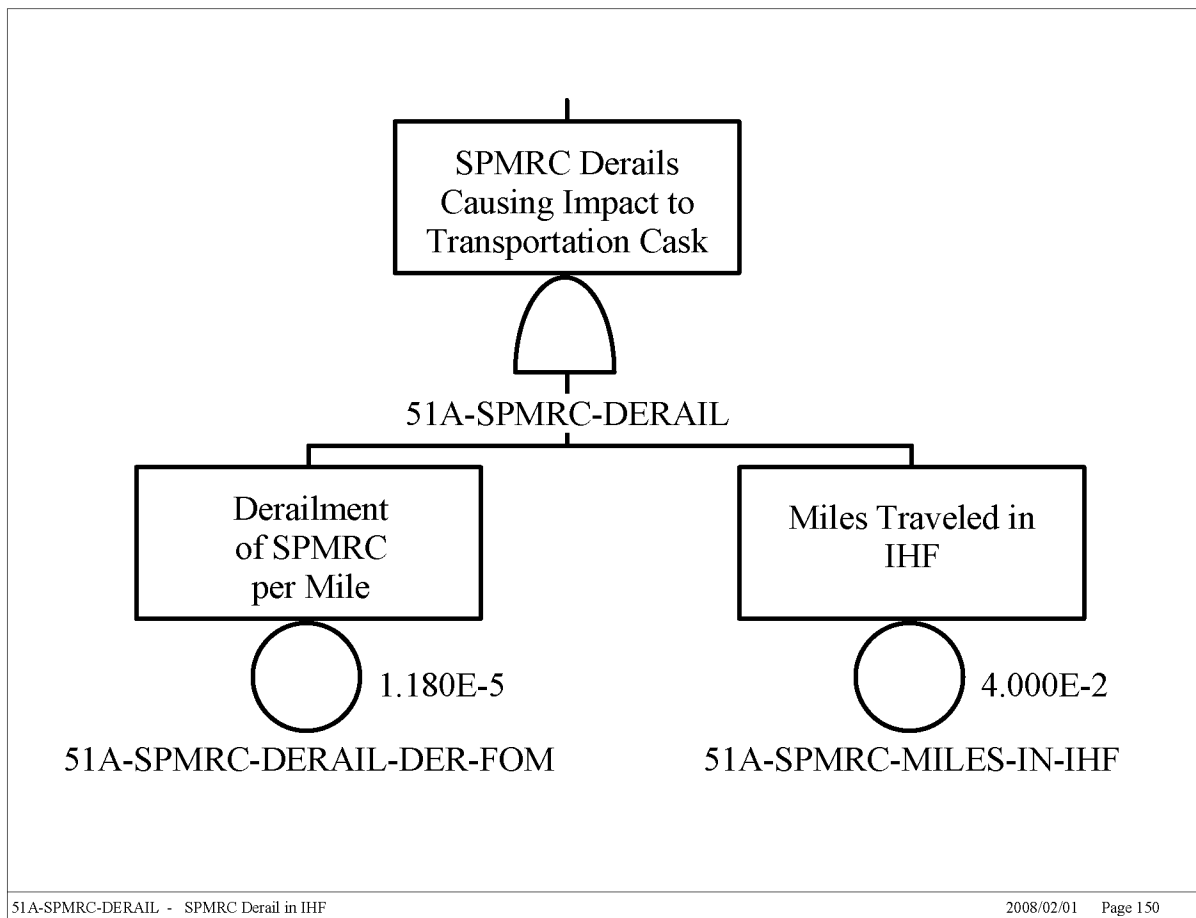 SPMRC Derails
Causing Impact to
Transportation Cask
51A-SPMRC-DERAIL
Derailment
of SPMRC
per Mile
1.180E-5
51A-SPMRC-DERAIL-DER-FOM
Miles Traveled in
IHF
4.000E-2
51A-SPMRC-MILES-IN-IHF
51A-SPMRC-DERAIL - SPMRC Derail in IHF
2008/02/01 Page 150